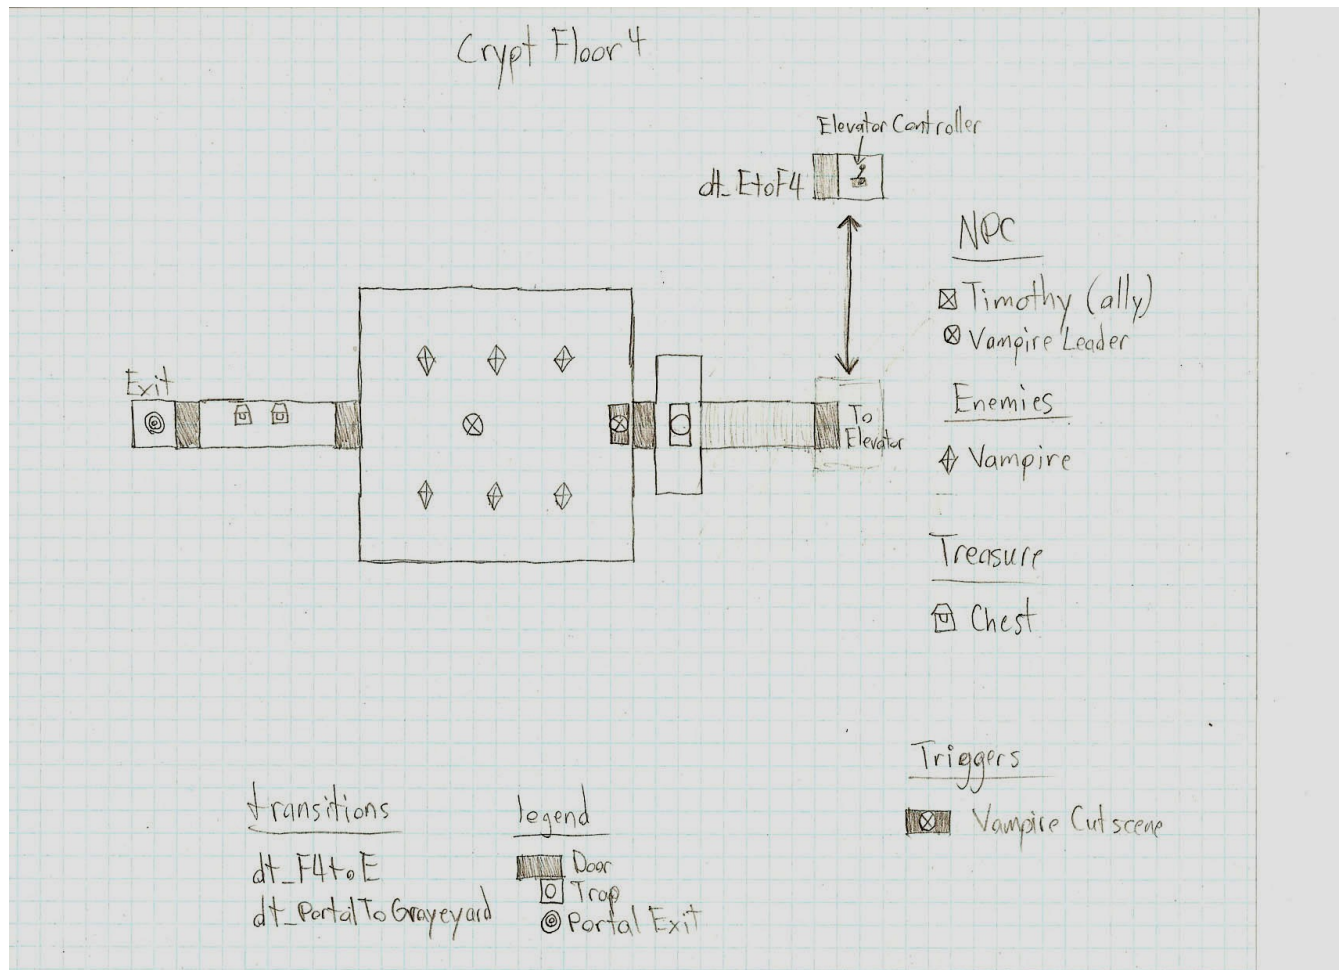 Crypt Floor 4
Elevator Controller
dt_EtoF4
NPC
Timothy (ally)
Vampire Leader
Exit
To
Elevator
Enemies
Vampire
Treasure
Chest
Triggers
Vampire Cutscene
transitions
dt_F4toE
dt_PortalToGrayeyard
legend
Door
Trap
Portal Exit